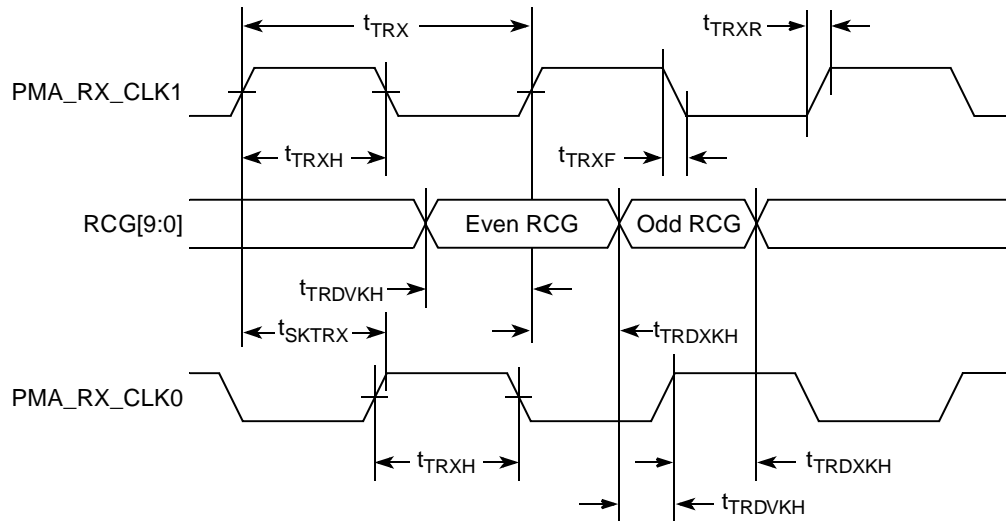 tTRX
tTRXR
PMA_RX_CLK1
tTRXH
tTRXF
RCG[9:0]
Even RCG
Odd RCG
tTRDVKH
tSKTRX
tTRDXKH
PMA_RX_CLK0
tTRXH
tTRDXKH
tTRDVKH